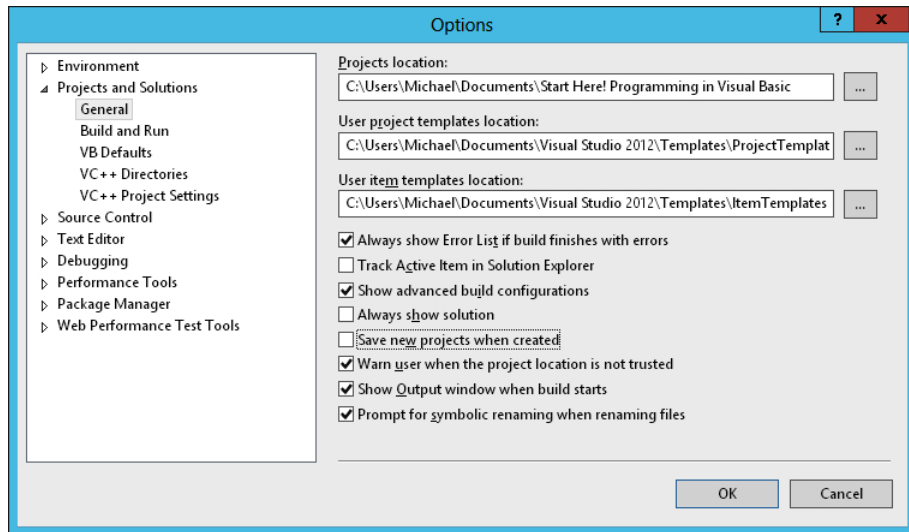 Options
?
x
Environment
Projects and Solutions
General
Build and Run
VB Defaults
VC++ Directories
VC++ Project Settings
Source Control
Text Editor
Debugging
Performance Tools
Package Manager
Web Performance Test Tools
Projects location:
C:\Users\Michael\Documents\Start Here! Programming in Visual Basic
...
User project templates location:
C:\Users\Michael\Documents\Visual Studio 2012\Templates\ProjectTemplat
...
User item templates location:
C:\Users\Michael\Documents\Visual Studio 2012\Templates\ItemTemplates
...
Always show Error List if build finishes with errors
Track Active Item in Solution Explorer
Show advanced build configurations
Always show solution
Save new projects when created
Warn user when the project location is not trusted
Show Output window when build starts
Prompt for symbolic renaming when renaming files
OK
Cancel